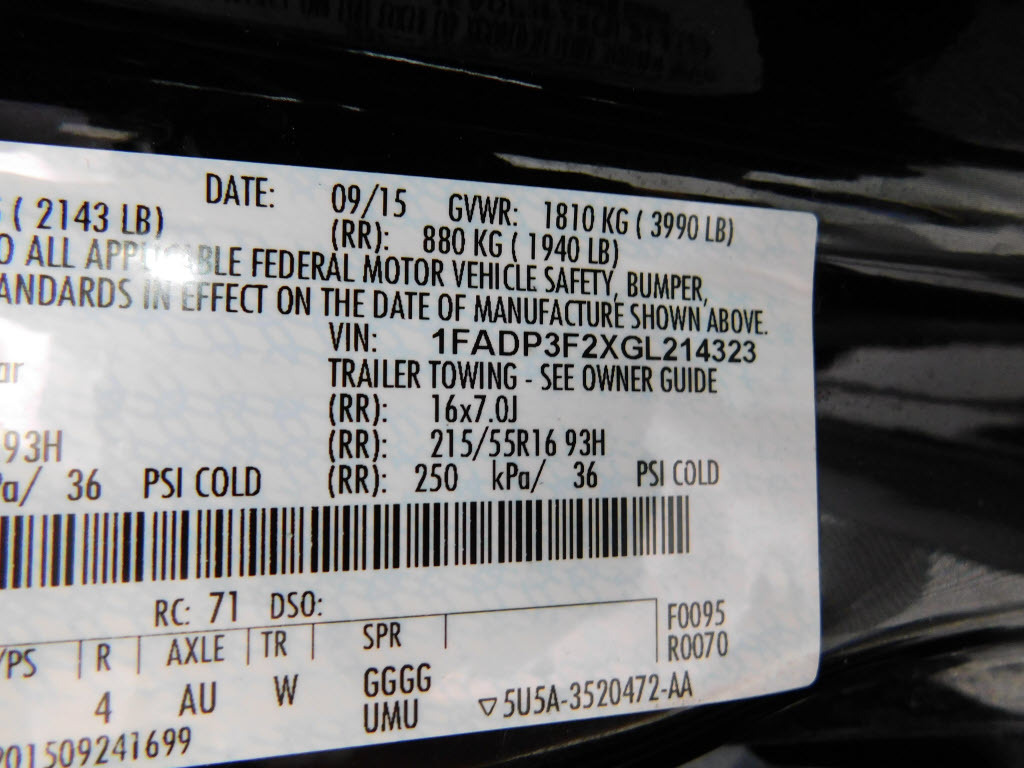 DATE: 09/15 GVWR: 1810 KG ( 3990 LB)
( 2143 LB) (RR): 880 KG ( 1940 LB)
O ALL APPLICABLE FEDERAL MOTOR VEHICLE SAFETY, BUMPER,
ANDARDS IN EFFECT ON THE DATE OF MANUFACTURE SHOWN ABOVE.
VIN: 1FADP3F2XGL214323
ar TRAILER TOWING - SEE OWNER GUIDE
(RR): 16x7.0J
93H (RR): 215/55R16 93H
Pa/ 36 PSI COLD (RR): 250 kPa/ 36 PSI COLD
RC: 71 DSO:
F0095
R0070
/PS R AXLE TR SPR
4 AU W GGGG
UMU ▽5U5A-3520472-AA
201509241699